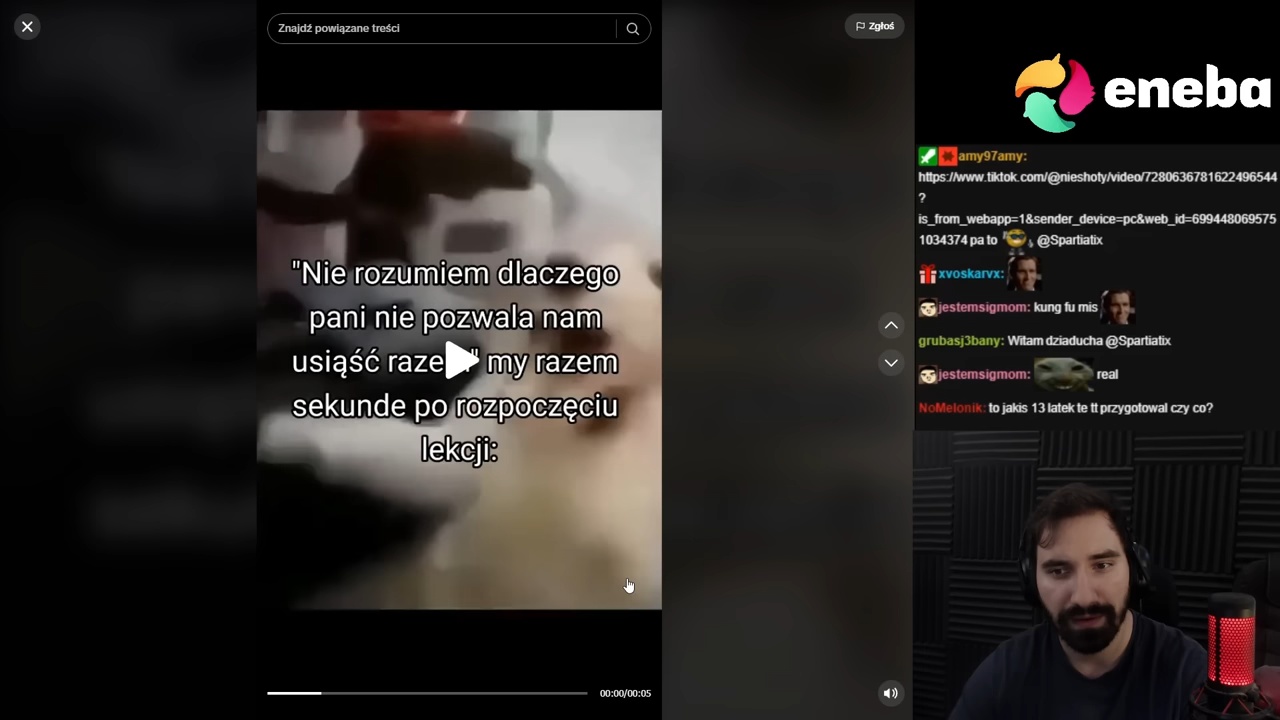 Znajdź powiązane treści
Zgłoś
"Nie rozumiem dlaczego
pani nie pozwala nam
usiąść razem" my razem
sekunde po rozpoczęciu
lekcji:
00:00/00:05
eneba
amy97amy:
https://www.tiktok.com/@nieshoty/video/7280636781622496544
?
is_from_webapp=1&sender_device=pc&web_id=699448069575
1034374 pa to @Spartiatix
xvoskarvx:
jestemsigmom: kung fu mis
grubasj3bany: Witam dziaducha @Spartiatix
jestemsigmom: real
NoMelonik: to jakis 13 latek te tt przygotowal czy co?